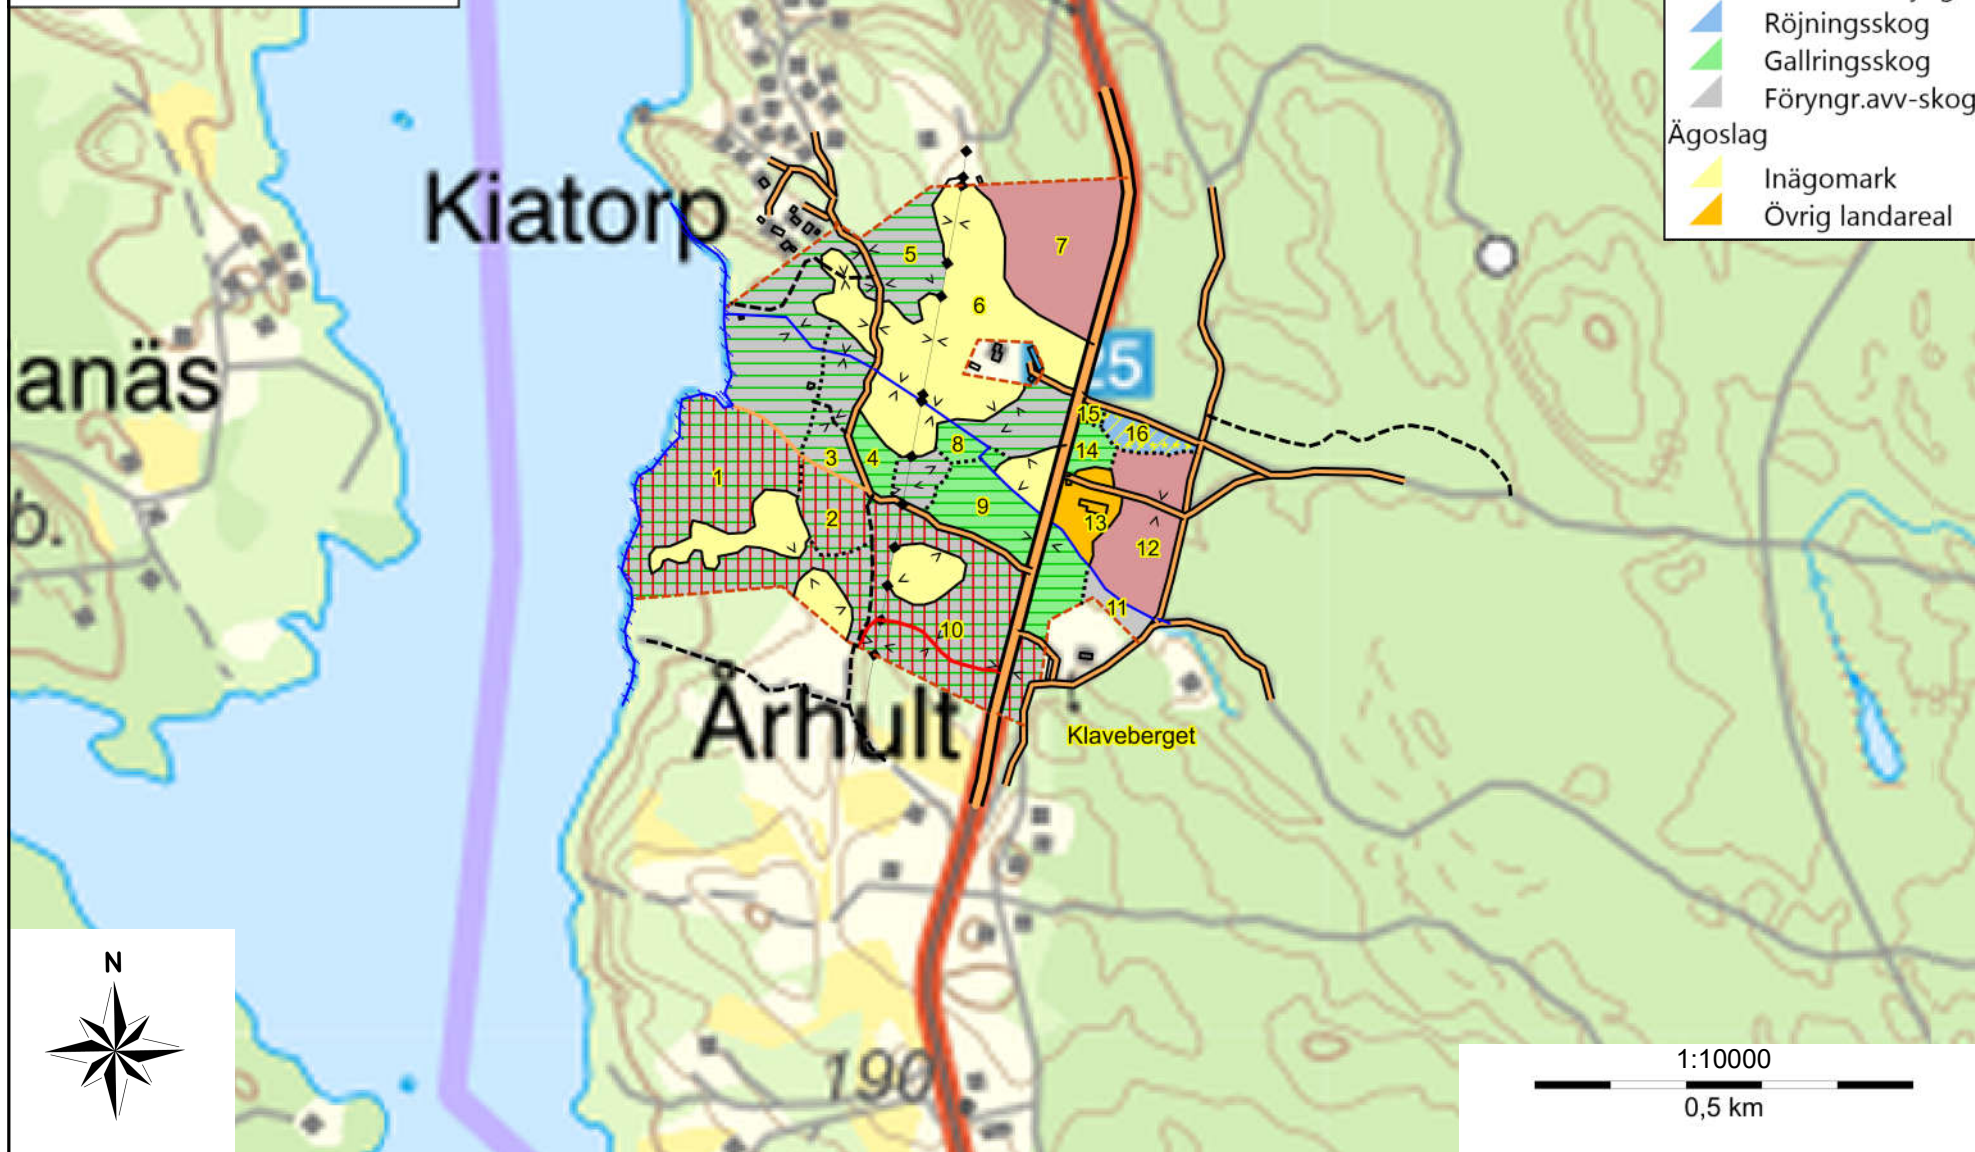 Röjningsskog
Gallringsskog
Föryngr.avv-skog
Ägoslag
Inägomark
Övrig landareal
Kiatorp
5
7
6
25
anäs
15
16
8
14
3
4
1
9
2
13
12
b.
11
10
Århult
Klaveberget
N
190
1:10000
0,5 km